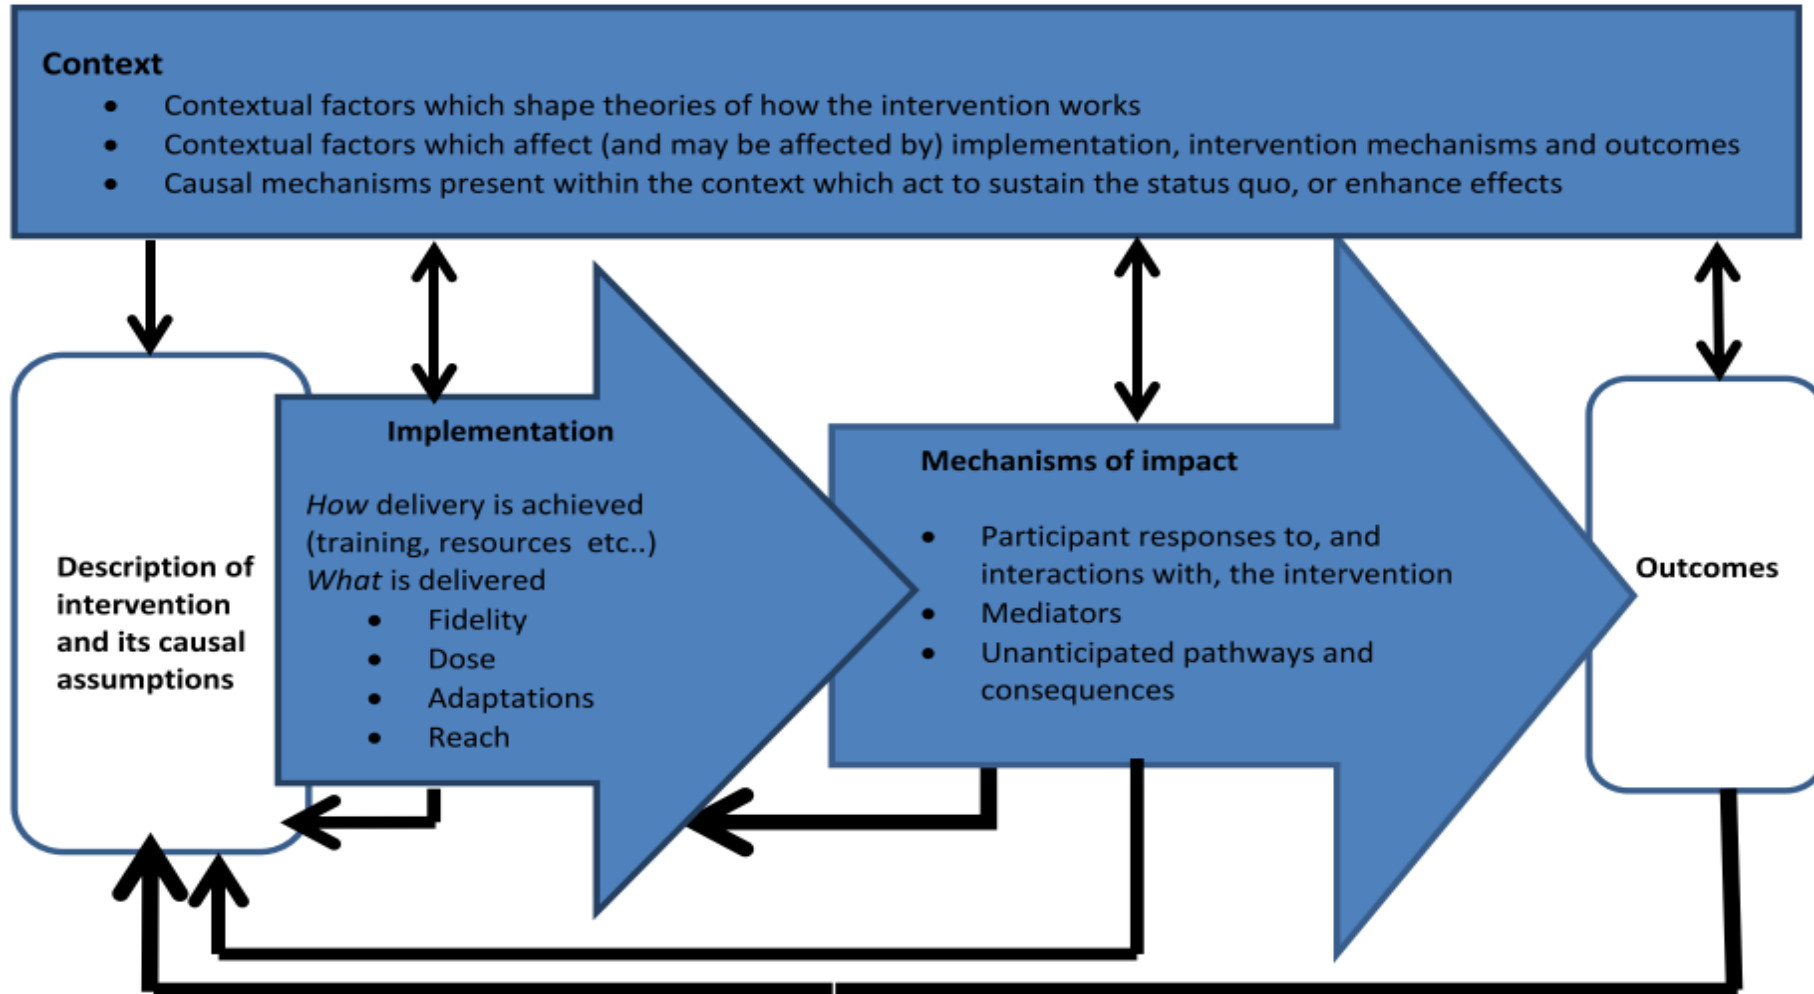 Context
• Contextual factors which shape theories of how the intervention works
• Contextual factors which affect (and may be affected by) implementation, intervention mechanisms and outcomes
• Causal mechanisms present within the context which act to sustain the status quo, or enhance effects
Description of
intervention
and its causal
assumptions
Implementation
How delivery is achieved
(training, resources etc..)
What is delivered
• Fidelity
• Dose
• Adaptations
• Reach
Mechanisms of impact
• Participant responses to, and
interactions with, the intervention
• Mediators
• Unanticipated pathways and
consequences
Outcomes